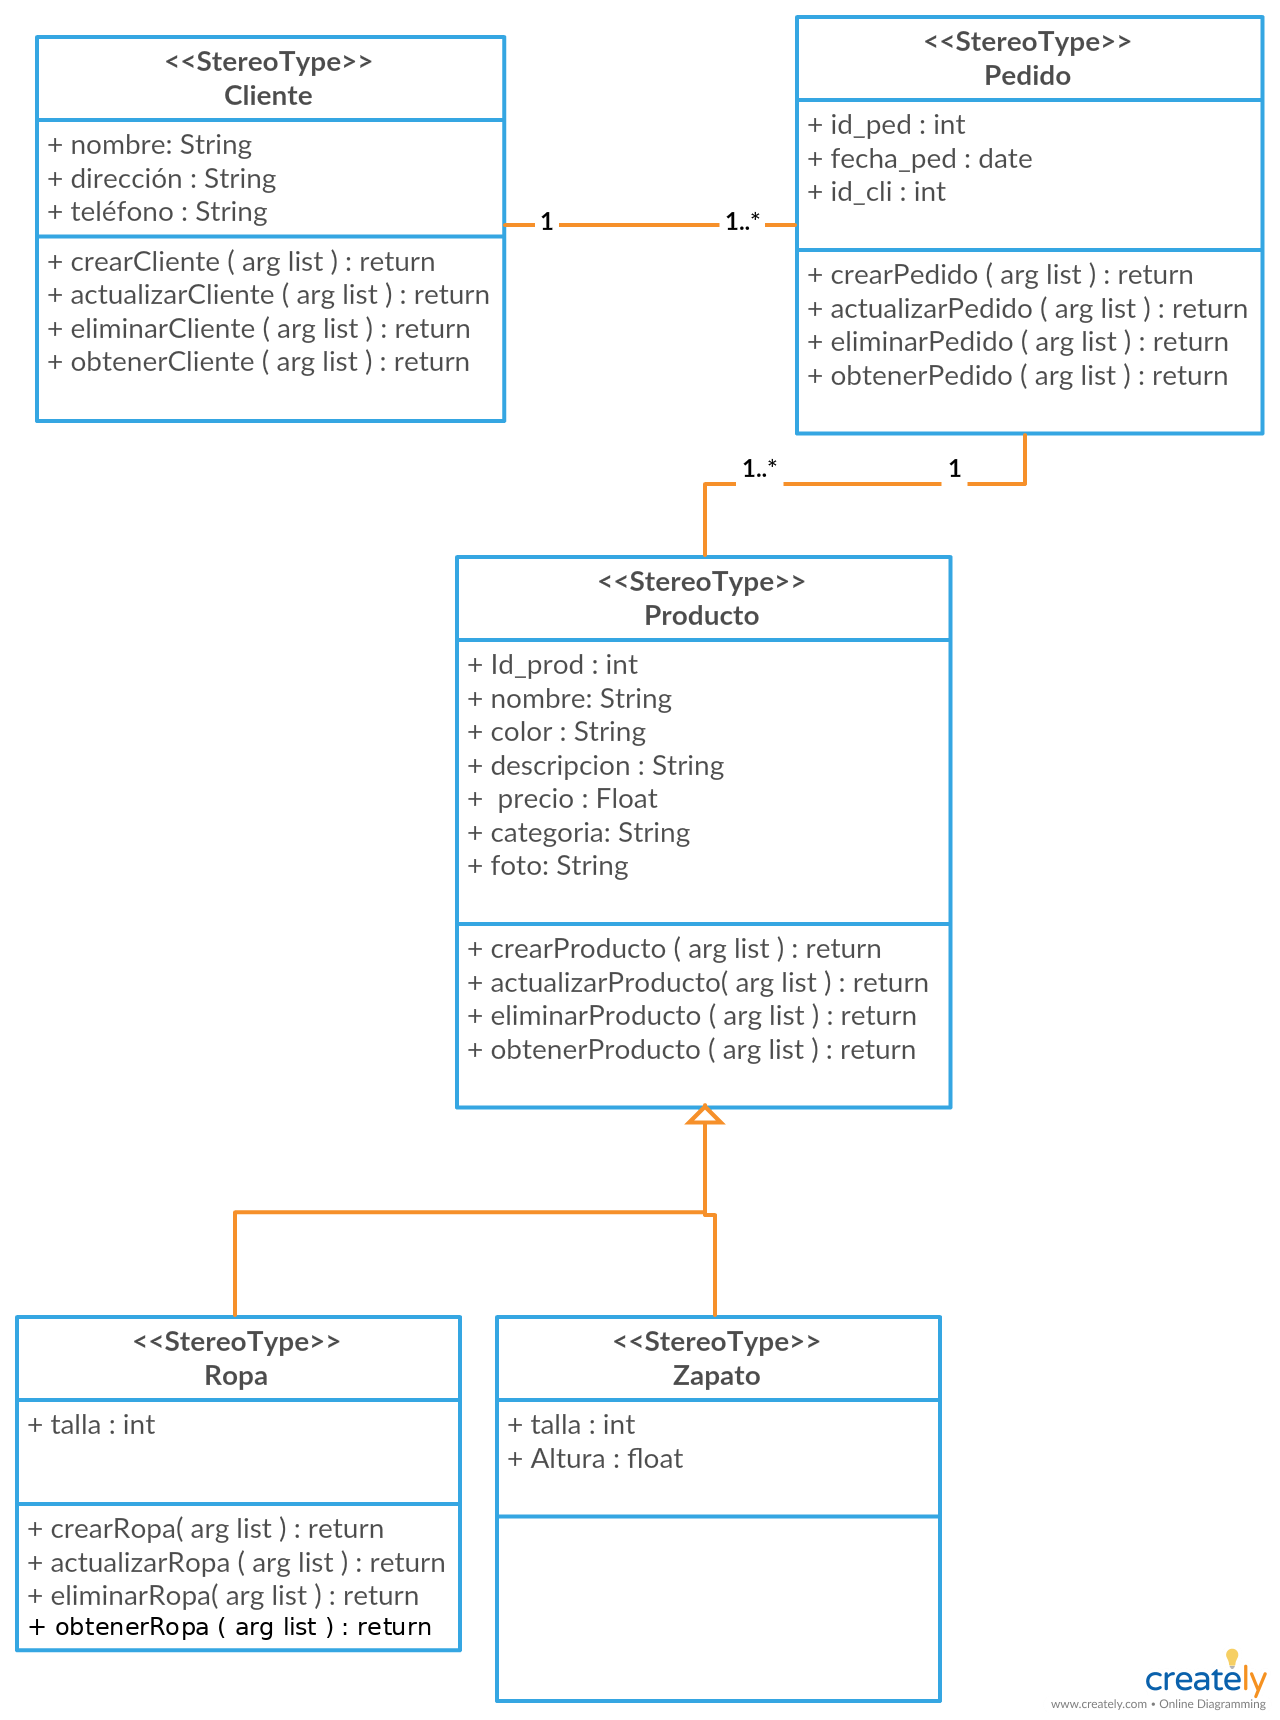 <<StereoType>>
Cliente
+ nombre: String
+ dirección : String
+ teléfono : String
+ crearCliente ( arg list ) : return
+ actualizarCliente ( arg list ) : return
+ eliminarCliente ( arg list ) : return
+ obtenerCliente ( arg list ) : return
1
1..*
<<StereoType>>
Pedido
+ id_ped : int
+ fecha_ped : date
+ id_cli : int
+ crearPedido ( arg list ) : return
+ actualizarPedido ( arg list ) : return
+ eliminarPedido ( arg list ) : return
+ obtenerPedido ( arg list ) : return
1..*
1
<<StereoType>>
Producto
+ Id_prod : int
+ nombre: String
+ color : String
+ descripcion : String
+  precio : Float
+ categoria: String
+ foto: String
+ crearProducto ( arg list ) : return
+ actualizarProducto( arg list ) : return
+ eliminarProducto ( arg list ) : return
+ obtenerProducto ( arg list ) : return
<<StereoType>>
Ropa
+ talla : int
+ crearRopa( arg list ) : return
+ actualizarRopa ( arg list ) : return
+ eliminarRopa( arg list ) : return
+ obtenerRopa ( arg list ) : return
<<StereoType>>
Zapato
+ talla : int
+ Altura : float
creately
www.creately.com • Online Diagramming